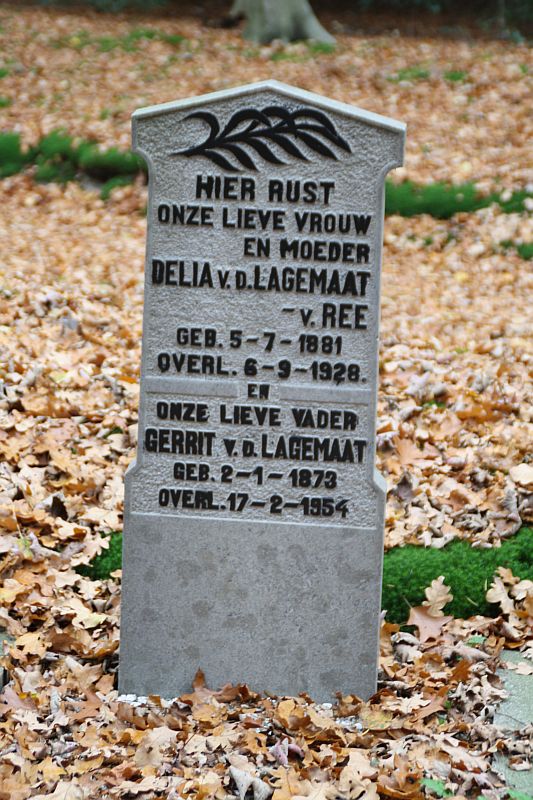 HIER RUST
ONZE LIEVE VROUW
EN MOEDER
DELIA v.D.LAGEMAAT
-v.REE
GEB. 5-7-1881
OVERL. 6-9-1928.
EN
ONZE LIEVE VADER
GERRIT v.D.LAGEMAAT
GEB. 2-1-1873
OVERL.17-2-1954